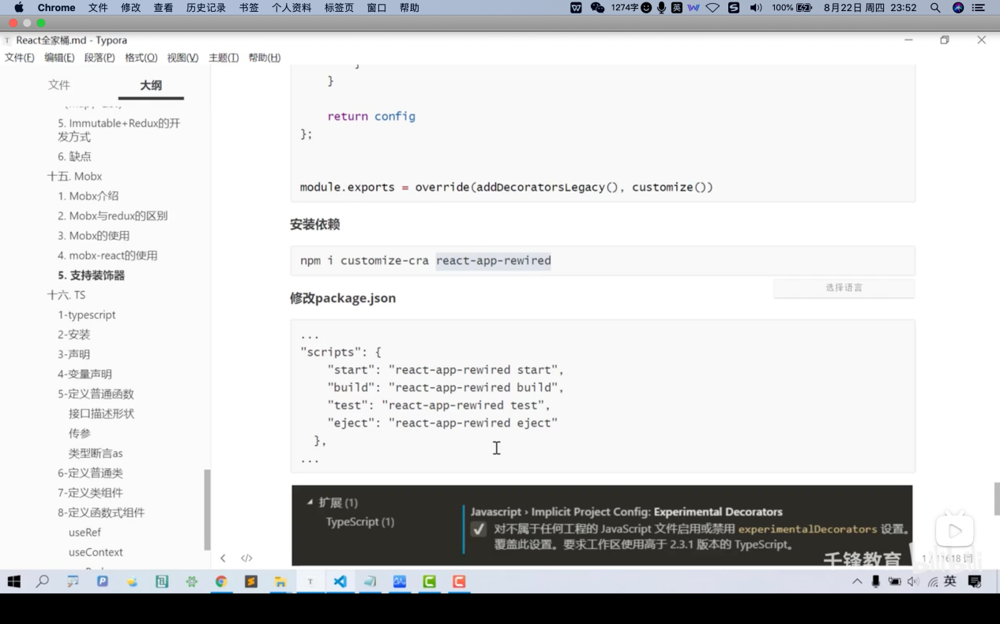 Chrome 文件 修改 查看 历史记录 书签 个人资料 标签页 窗口 帮助 1274字 英 100% 8月22日 周四 23:52
React全家桶.md - Typora
文件(F) 编辑(E) 段落(P) 格式(O) 视图(V) 主题(T) 帮助(H)
文件 大纲
5. Immutable+Redux的开
发方式
6. 缺点
十五. Mobx
1. Mobx介绍
2. Mobx与redux的区别
3. Mobx的使用
4. mobx-react的使用
5. 支持装饰器
十六. TS
1-typescript
2-安装
3-声明
4-变量声明
5-定义普通函数
接口描述形状
传参
类型断言as
6-定义普通类
7-定义类组件
8-定义函数式组件
useRef
useContext
}
return config
};
module.exports = override(addDecoratorsLegacy(), customize())
安装依赖
npm i customize-cra react-app-rewired
选择语言
修改package.json
...
"scripts": {
"start": "react-app-rewired start",
"build": "react-app-rewired build",
"test": "react-app-rewired test",
"eject": "react-app-rewired eject"
},
...
扩展 (1)
TypeScript (1)
Javascript › Implicit Project Config: Experimental Decorators
对不属于任何工程的 JavaScript 文件启用或禁用 experimentalDecorators 设置。
覆盖此设置。要求工作区使用高于 2.3.1 版本的 TypeScript。
千锋教育
bilibili
英